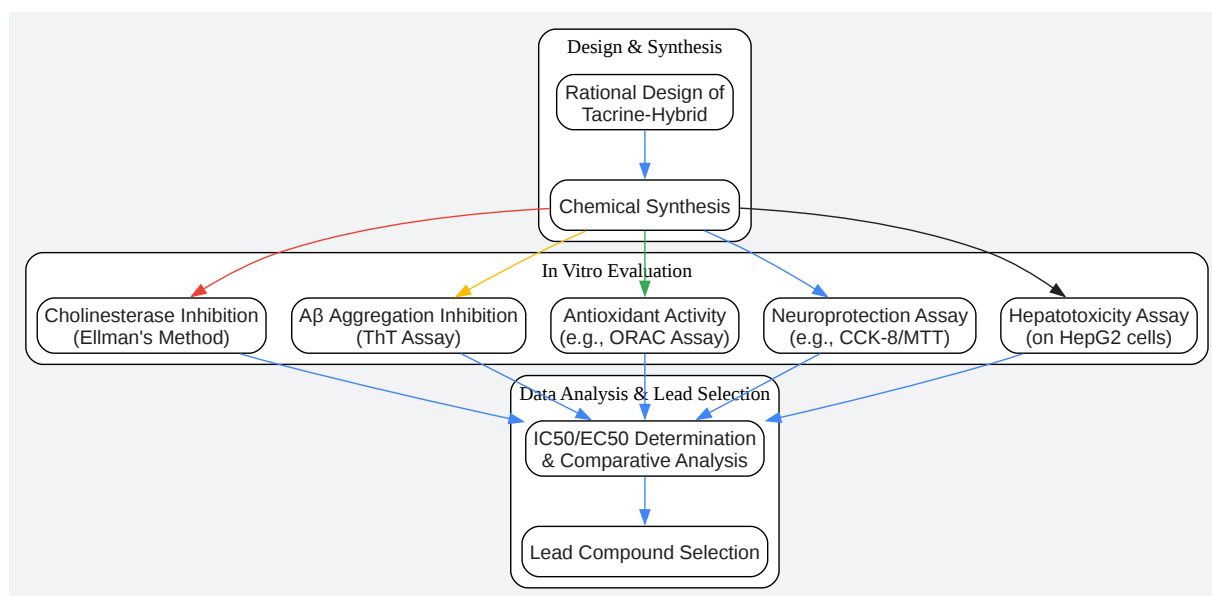 Design & Synthesis
Rational Design of
Tacrine-Hybrid
Chemical Synthesis
In Vitro Evaluation
Cholinesterase Inhibition
(Ellman's Method)
Aβ Aggregation Inhibition
(ThT Assay)
Antioxidant Activity
(e.g., ORAC Assay)
Neuroprotection Assay
(e.g., CCK-8/MTT)
Hepatotoxicity Assay
(on HepG2 cells)
Data Analysis & Lead Selection
IC50/EC50 Determination
& Comparative Analysis
Lead Compound Selection